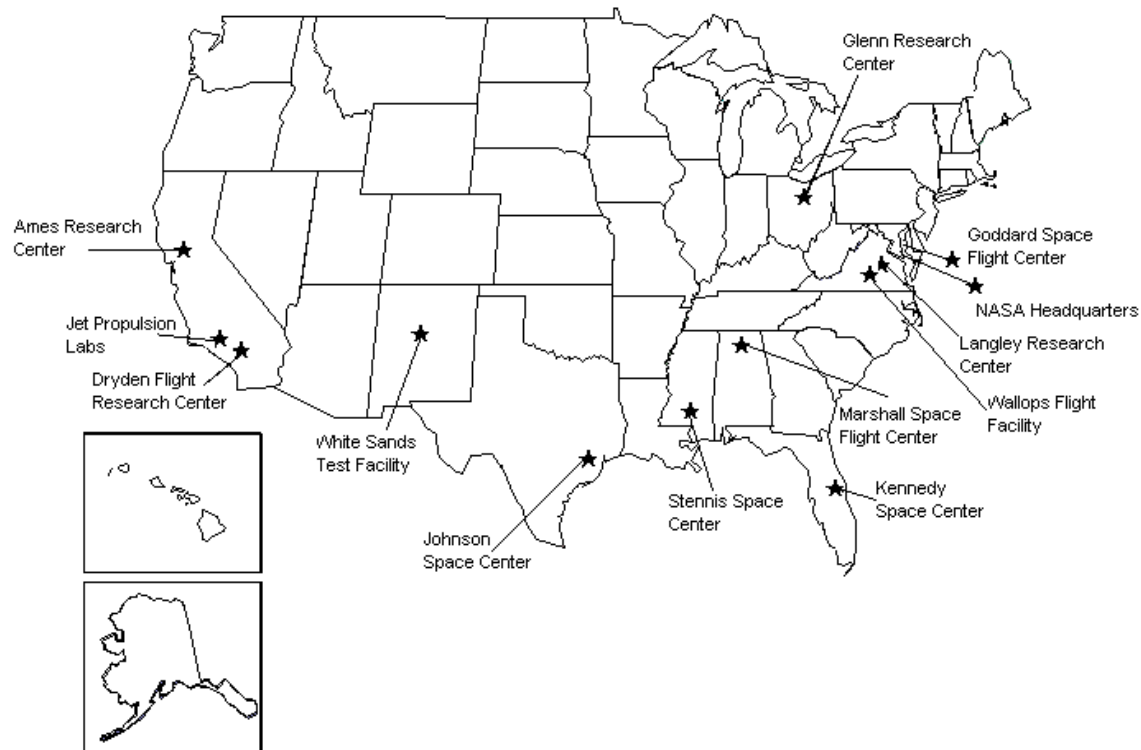 Glenn Research
Center
Ames Research
Center
Goddard Space
Flight Center
NASA Headquarters
Jet Propulsion
Labs
Langley Research
Center
Dryden Flight
Research Center
Wallops Flight
Facility
Marshall Space
Flight Center
White Sands
Test Facility
Stennis Space
Center
Kennedy
Space Center
Johnson
Space Center